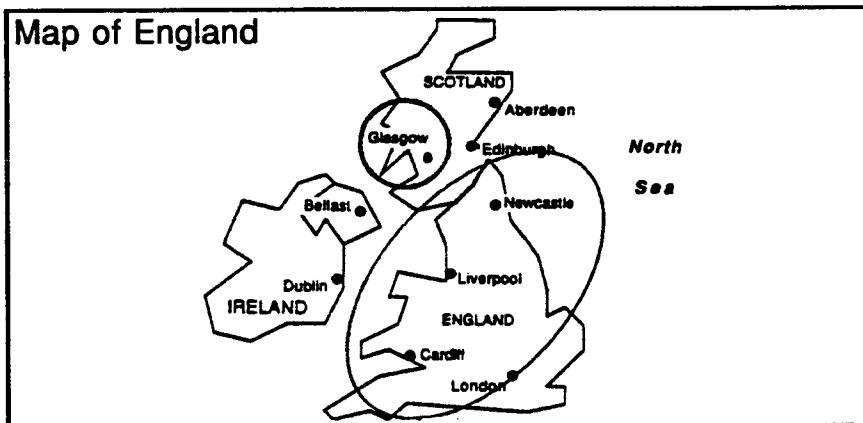 Map of England
SCOTLAND
Aberdeen
Glasgow
Edinburgh
North
Sea
Belfast
Newcastle
Dublin
Liverpool
IRELAND
ENGLAND
Cardiff
London